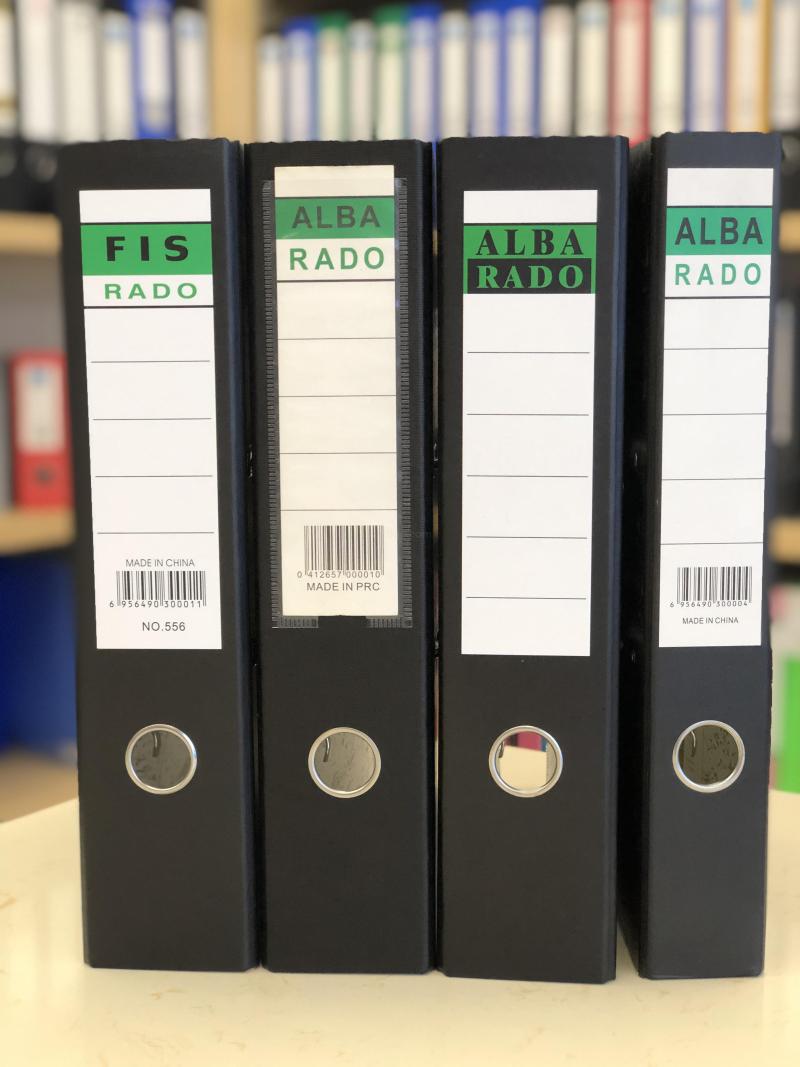 FIS
RADO
MADE IN CHINA
6 956490 300011
NO.556
ALBA
RADO
0 412657 000010
MADE IN PRC
ALBA
RADO
ALBA
RADO
6 956490 300004
MADE IN CHINA